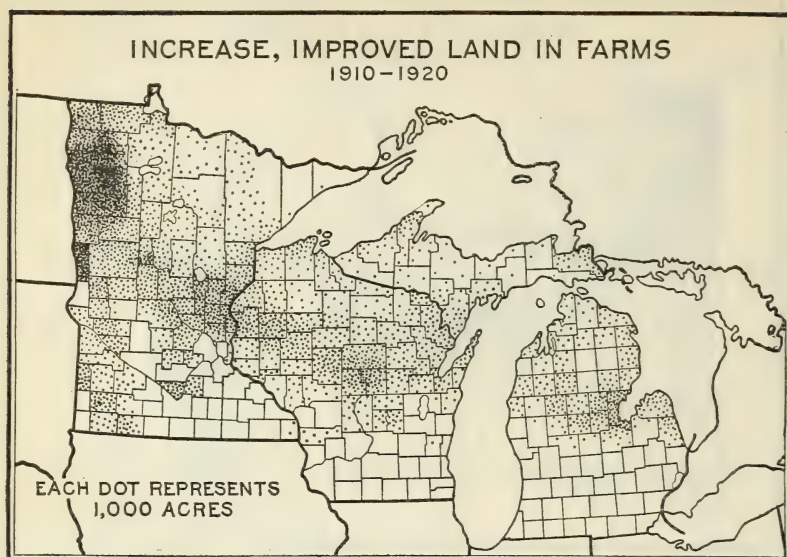 INCREASE, IMPROVED LAND IN FARMS
1910-1920
EACH DOT REPRESENTS
1,000 ACRES